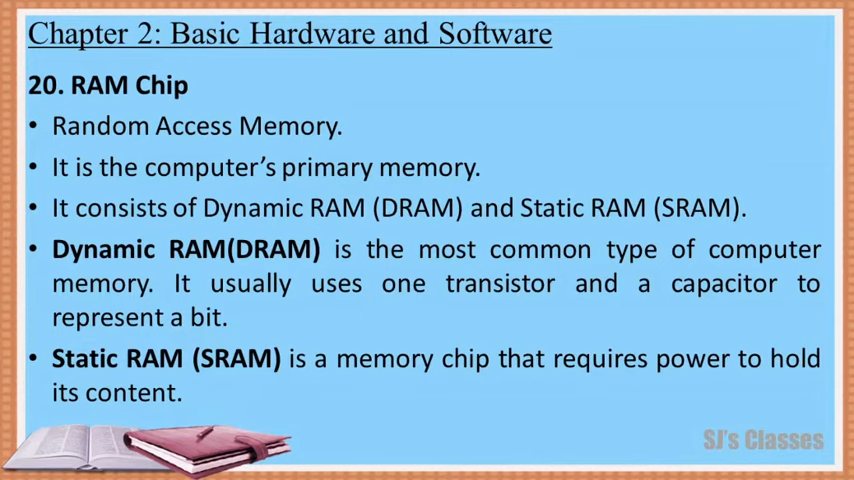 Chapter 2: Basic Hardware and Software
20. RAM Chip
• Random Access Memory.
• It is the computer's primary memory.
• It consists of Dynamic RAM (DRAM) and Static RAM (SRAM).
• Dynamic RAM(DRAM) is the most common type of computer
memory. It usually uses one transistor and a capacitor to
represent a bit.
• Static RAM (SRAM) is a memory chip that requires power to hold
its content.
SJ's Classes